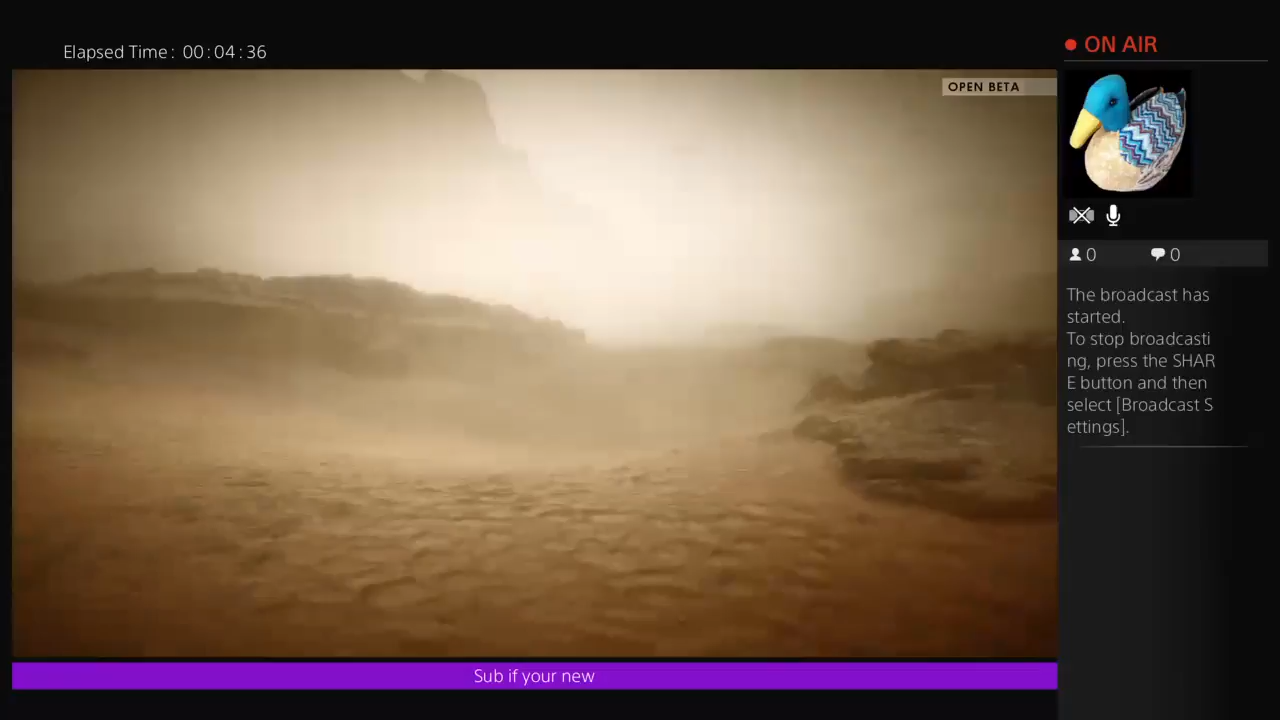 Elapsed Time: 00:04:36
ON AIR
OPEN BETA
0 0
The broadcast has
started.
To stop broadcasti
ng, press the SHAR
E button and then
select [Broadcast S
ettings].
Sub if your new